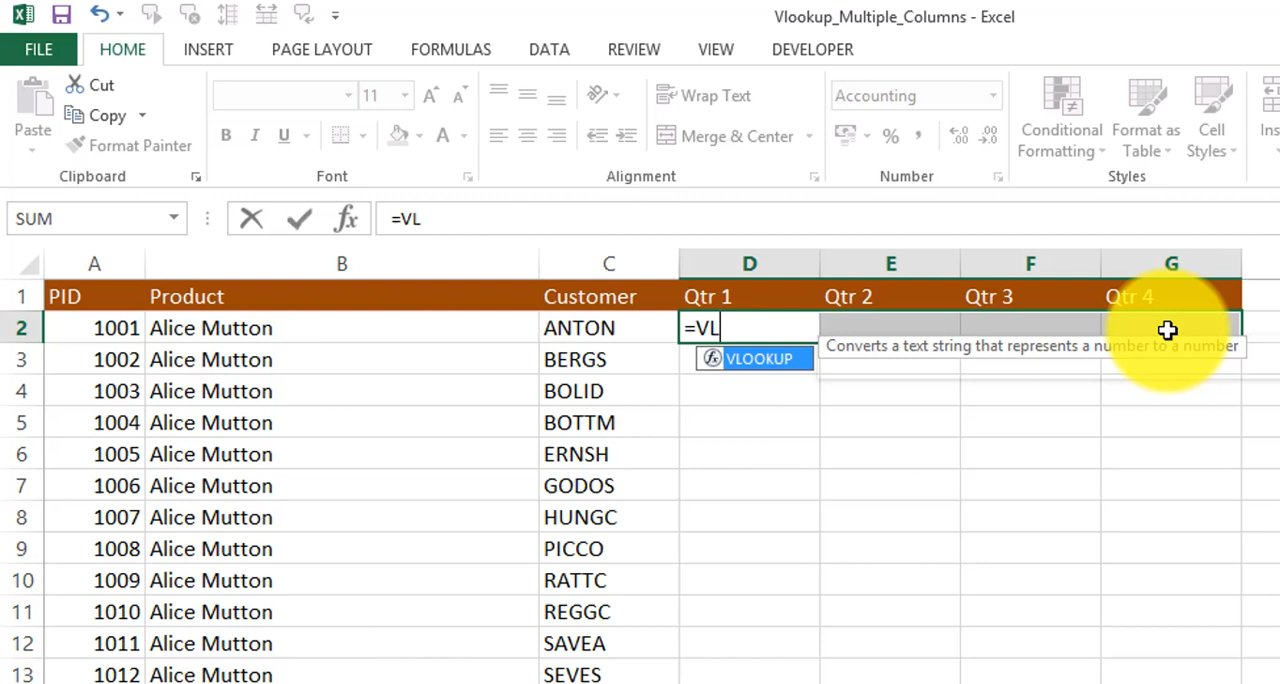 Vlookup_Multiple_Columns - Excel
FILE HOME INSERT PAGE LAYOUT FORMULAS DATA REVIEW VIEW DEVELOPER
Paste
Cut
Copy
Format Painter
Clipboard
11
B I U A
Font
Wrap Text
Merge & Center
Alignment
Accounting
% ,
Number
Conditional Formatting
Format as Table
Cell Styles
Ins
Styles
SUM fx =VL
A B C D E F G
1 PID Product Customer Qtr 1 Qtr 2 Qtr 3 Qtr 4
2 1001 Alice Mutton ANTON =VL
VLOOKUP
Converts a text string that represents a number to a number
3 1002 Alice Mutton BERGS
4 1003 Alice Mutton BOLID
5 1004 Alice Mutton BOTTM
6 1005 Alice Mutton ERNSH
7 1006 Alice Mutton GODOS
8 1007 Alice Mutton HUNGC
9 1008 Alice Mutton PICCO
10 1009 Alice Mutton RATTC
11 1010 Alice Mutton REGGC
12 1011 Alice Mutton SAVEA
13 1012 Alice Mutton SEVES